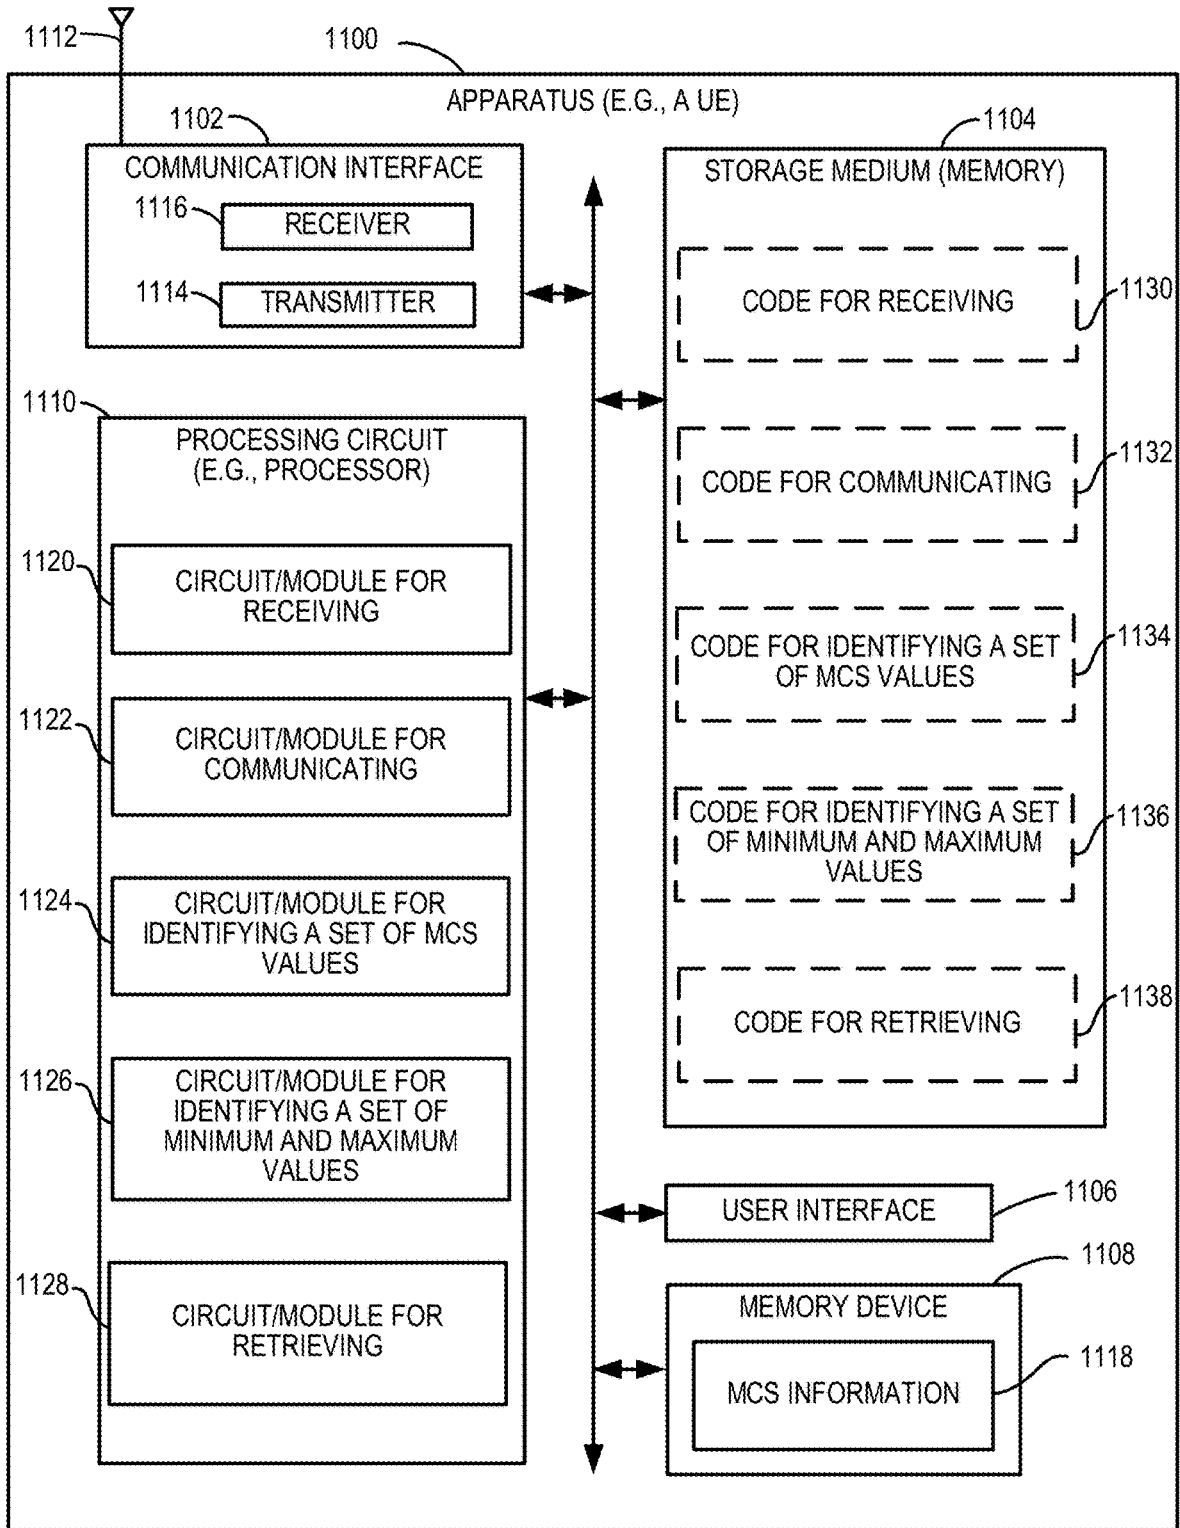 1112
1100
APPARATUS (E.G., A UE)
1102
COMMUNICATION INTERFACE
1116
RECEIVER
1114
TRANSMITTER
1110
PROCESSING CIRCUIT
(E.G., PROCESSOR)
1120
CIRCUIT/MODULE FOR
RECEIVING
1122
CIRCUIT/MODULE FOR
COMMUNICATING
1124
CIRCUIT/MODULE FOR
IDENTIFYING A SET OF MCS
VALUES
1126
CIRCUIT/MODULE FOR
IDENTIFYING A SET OF
MINIMUM AND MAXIMUM
VALUES
1128
CIRCUIT/MODULE FOR
RETRIEVING
1104
STORAGE MEDIUM (MEMORY)
CODE FOR RECEIVING
1130
CODE FOR COMMUNICATING
1132
CODE FOR IDENTIFYING A SET
OF MCS VALUES
1134
CODE FOR IDENTIFYING A SET
OF MINIMUM AND MAXIMUM
VALUES
1136
CODE FOR RETRIEVING
1138
USER INTERFACE
1106
1108
MEMORY DEVICE
MCS INFORMATION
1118